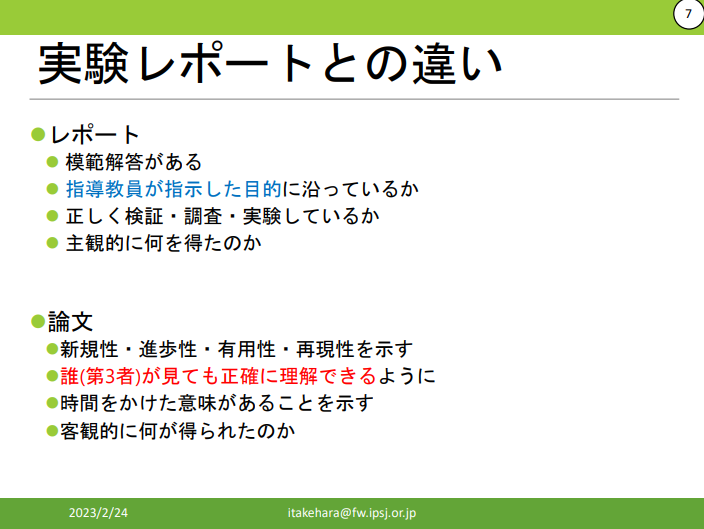 7
実験レポートとの違い
●レポート
●模範解答がある
●指導教員が指示した目的に沿っているか
●正しく検証・調査・実験しているか
●主観的に何を得たのか
●論文
●新規性・進歩性・有用性・再現性を示す
●誰(第3者)が見ても正確に理解できるように
●時間をかけた意味があることを示す
●客観的に何が得られたのか
2023/2/24
itakehara@fw.ipsj.or.jp